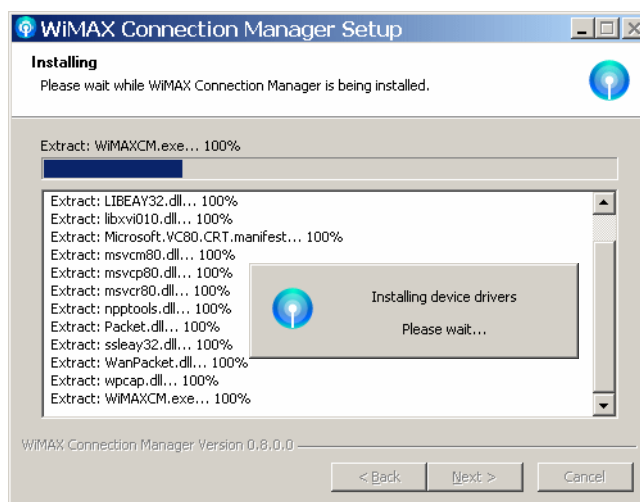 WiMAX Connection Manager Setup
Installing
Please wait while WiMAX Connection Manager is being installed.
Extract: WiMAXCM.exe... 100%
Extract: LIBEAY32.dll... 100%
Extract: libxvi010.dll... 100%
Extract: Microsoft.VC80.CRT.manifest... 100%
Extract: msvcm80.dll... 100%
Extract: msvcp80.dll... 100%
Extract: msvcr80.dll... 100%
Extract: npptools.dll... 100%
Extract: Packet.dll... 100%
Extract: ssleay32.dll... 100%
Extract: WanPacket.dll... 100%
Extract: wpcap.dll... 100%
Extract: WiMAXCM.exe... 100%
Installing device drivers
Please wait...
WiMAX Connection Manager Version 0.8.0.0
< Back
Next >
Cancel